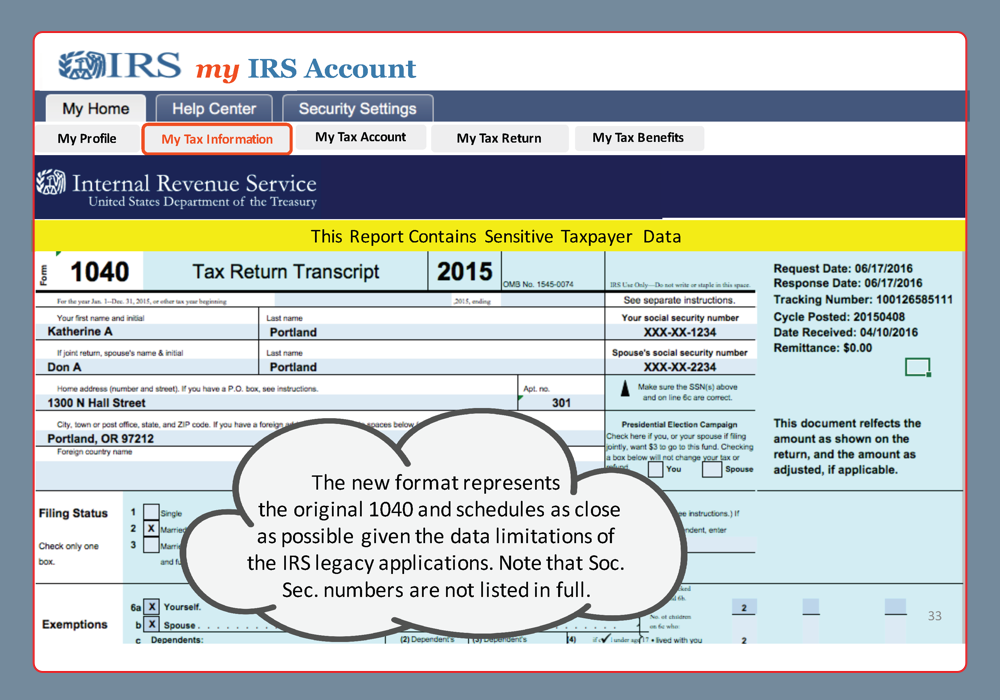 IRS my IRS Account
My Home Help Center Security Settings
My Profile My Tax Information My Tax Account My Tax Return My Tax Benefits
Internal Revenue Service
United States Department of the Treasury
This Report Contains Sensitive Taxpayer Data
Form 1040 Tax Return Transcript 2015 OMB No. 1545-0074 IRS Use Only—Do not write or staple in this space.
For the year Jan. 1–Dec. 31, 2015, or other tax year beginning ,2015, ending See separate instructions.
Your first name and initial Last name Your social security number
Katherine A Portland XXX-XX-1234
If joint return, spouse's name & initial Last name Spouse's social security number
Don A Portland XXX-XX-2234
Home address (number and street). If you have a P.O. box, see instructions. Apt. no.
1300 N Hall Street 301
Make sure the SSN(s) above
and on line 6c are correct.
City, town or post office, state, and ZIP code. If you have a foreign spaces below
Portland, OR 97212
Foreign country name
Presidential Election Campaign
Check here if you, or your spouse if filing
jointly, want $3 to go to this fund. Checking
a box below will not change your tax or
refund. You Spouse
Request Date: 06/17/2016
Response Date: 06/17/2016
Tracking Number: 100126585111
Cycle Posted: 20150408
Date Received: 04/10/2016
Remittance: $0.00
This document relfects the
amount as shown on the
return, and the amount as
adjusted, if applicable.
The new format represents
the original 1040 and schedules as close
as possible given the data limitations of
the IRS legacy applications. Note that Soc.
Sec. numbers are not listed in full.
Filing Status 1 Single
2 X Married
Check only one 3
box. and
instructions.) If
enter
Exemptions
6a X Yourself.
b X Spouse
c Dependents: (2) Dependent's (3) Dependent's (4) if ✓ under age 17
2
No. of children
on 6c who:
• lived with you 2
33